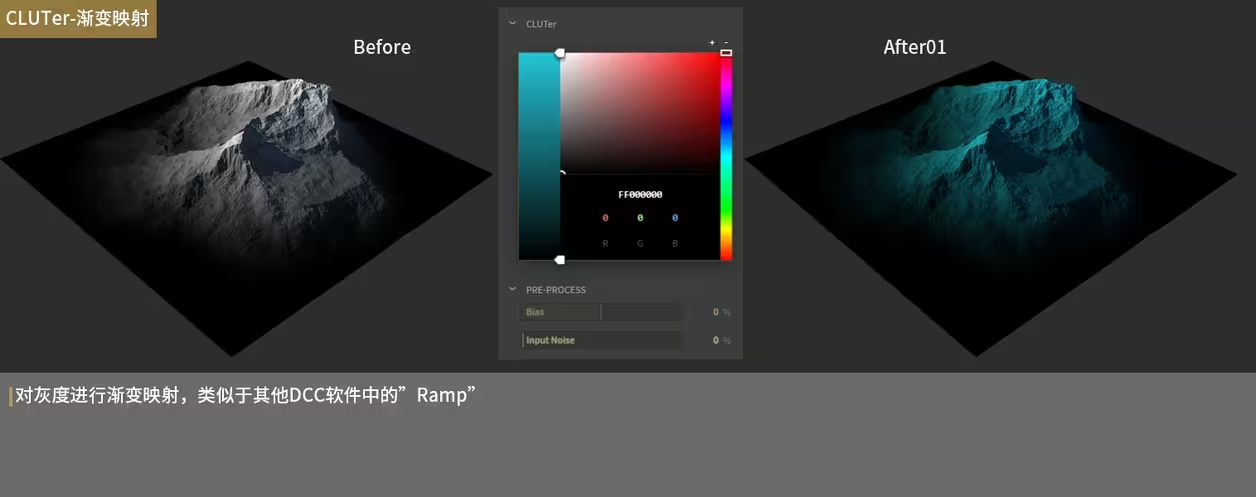 CLUTer-渐变映射
Before
CLUTer
+ -
After01
FF000000
0 0 0
R G B
PRE-PROCESS
Bias 0 %
Input Noise 0 %
对灰度进行渐变映射，类似于其他DCC软件中的”Ramp”